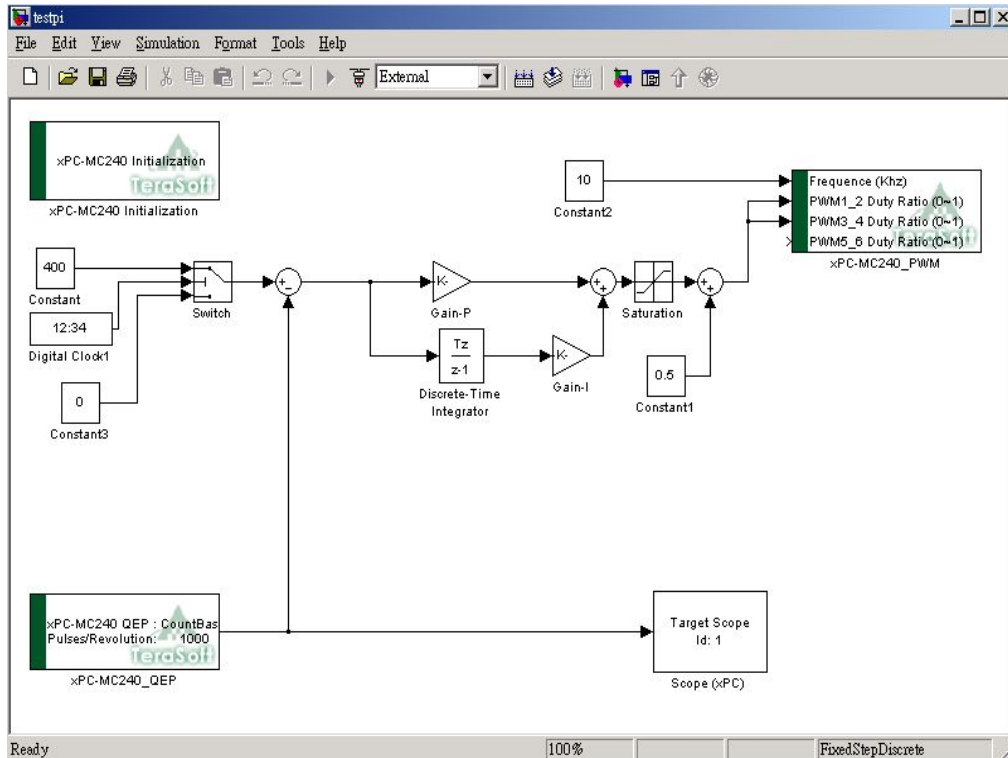 testpi
File Edit View Simulation Format Tools Help
External
xPC-MC240 Initialization
TeraSoft
xPC-MC240 Initialization
10
Constant2
Frequence (Khz)
PWM1_2 Duty Ratio (0~1)
PWM3_4 Duty Ratio (0~1)
TeraSoft
PWM5_6 Duty Ratio (0~1)
xPC-MC240_PWM
400
Constant
Switch
+
-
K-
Gain-P
+
+
Saturation
+
+
12:34
Digital Clock1
Tz
z-1
Discrete-Time
Integrator
K-
Gain-I
0.5
Constant1
0
Constant3
xPC-MC240 QEP : CountBas
Pulses/Revolution: 1000
TeraSoft
xPC-MC240_QEP
Target Scope
Id: 1
Scope (xPC)
Ready
100%
FixedStepDiscrete